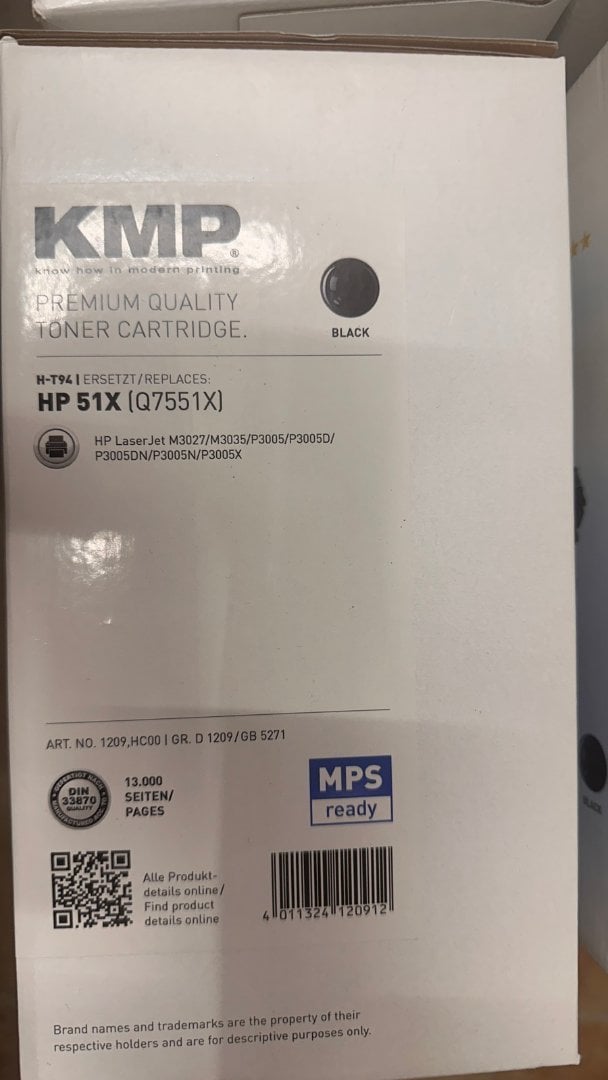 KMP®
know how in modern printing
PREMIUM QUALITY
TONER CARTRIDGE.
BLACK
H-T94 | ERSETZT/REPLACES:
HP 51X (Q7551X)
HP LaserJet M3027/M3035/P3005/P3005D/
P3005DN/P3005N/P3005X
ART. NO. 1209,HC00 | GR. D 1209/GB 5271
DIN
33870
QUALITY
13.000
SEITEN/
PAGES
MPS
ready
Alle Produkt-
details online/
Find product
details online
4 011324 120912
Brand names and trademarks are the property of their
respective holders and are for descriptive purposes only.